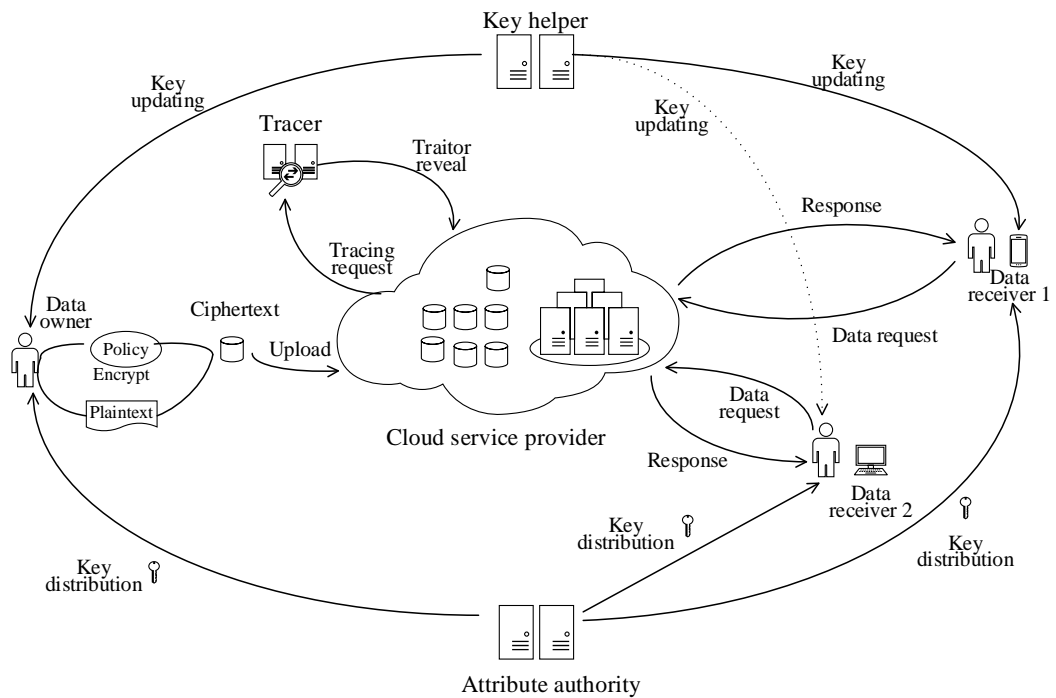 Key helper
Key
updating
Key
updating
Key
updating
Tracer
Traitor
reveal
Response
Tracing
request
Data
receiver 1
Data
owner
Ciphertext
Data request
Policy
Encrypt
Upload
Plaintext
Data
request
Cloud service provider
Response
Data
receiver 2
Key
distribution
Key
distribution
Key
distribution
Attribute authority